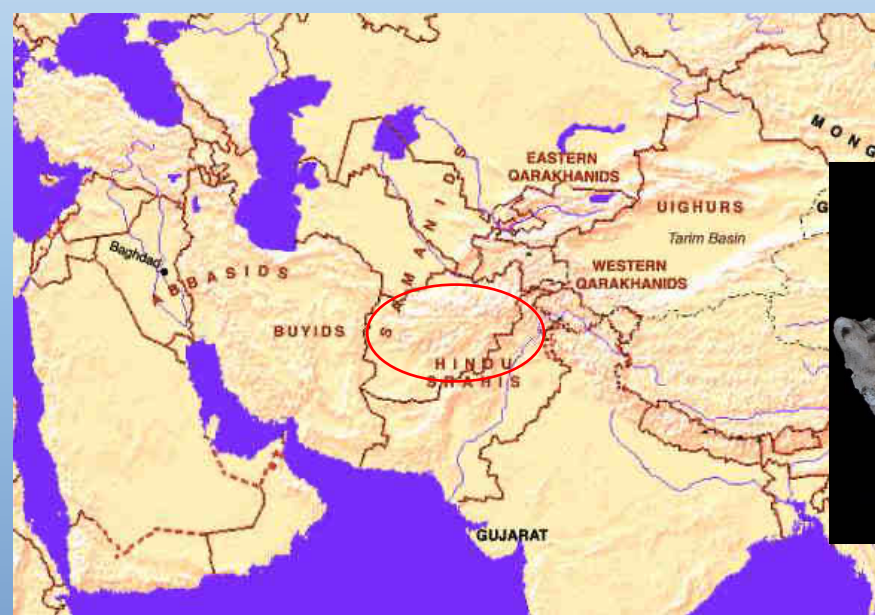 MONG
EASTERN
QARAKHANIDS
UIGHURS
G
Tarim Basin
SAMANIDS
Baghdad
ABBASIDS
WESTERN
QARAKHANIDS
BUYIDS
HINDU
SHAHIS
GUJARAT